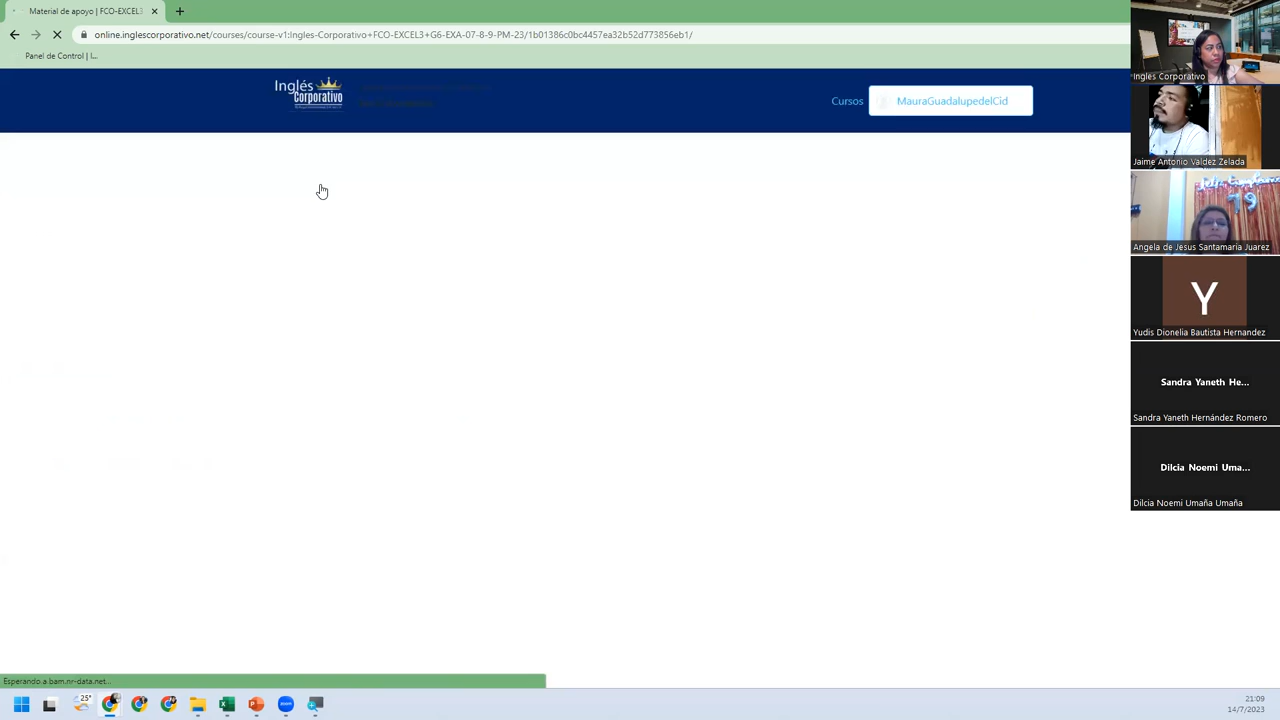 Material de apoyo | FCO-EXCEL3
online.inglescorporativo.net/courses/course-v1:Ingles-Corporativo+FCO-EXCEL3+G6-EXA-07-8-9-PM-23/1b01386c0bc4457ea32b52d773856eb1/
Panel de Control | I...
Inglés
Corporativo
Cursos
MauraGuadalupedelCid
Ingles Corporativo
Jaime Antonio Valdez Zelada
79
Angela de Jesus Santamaria Juarez
Y
Yudis Dionelia Bautista Hernandez
Sandra Yaneth He...
Sandra Yaneth Hernández Romero
Dilcia Noemi Uma...
Dilcia Noemi Umaña Umaña
Esperando a bam.nr-data.net...
25°
zoom
21:09
14/7/2023